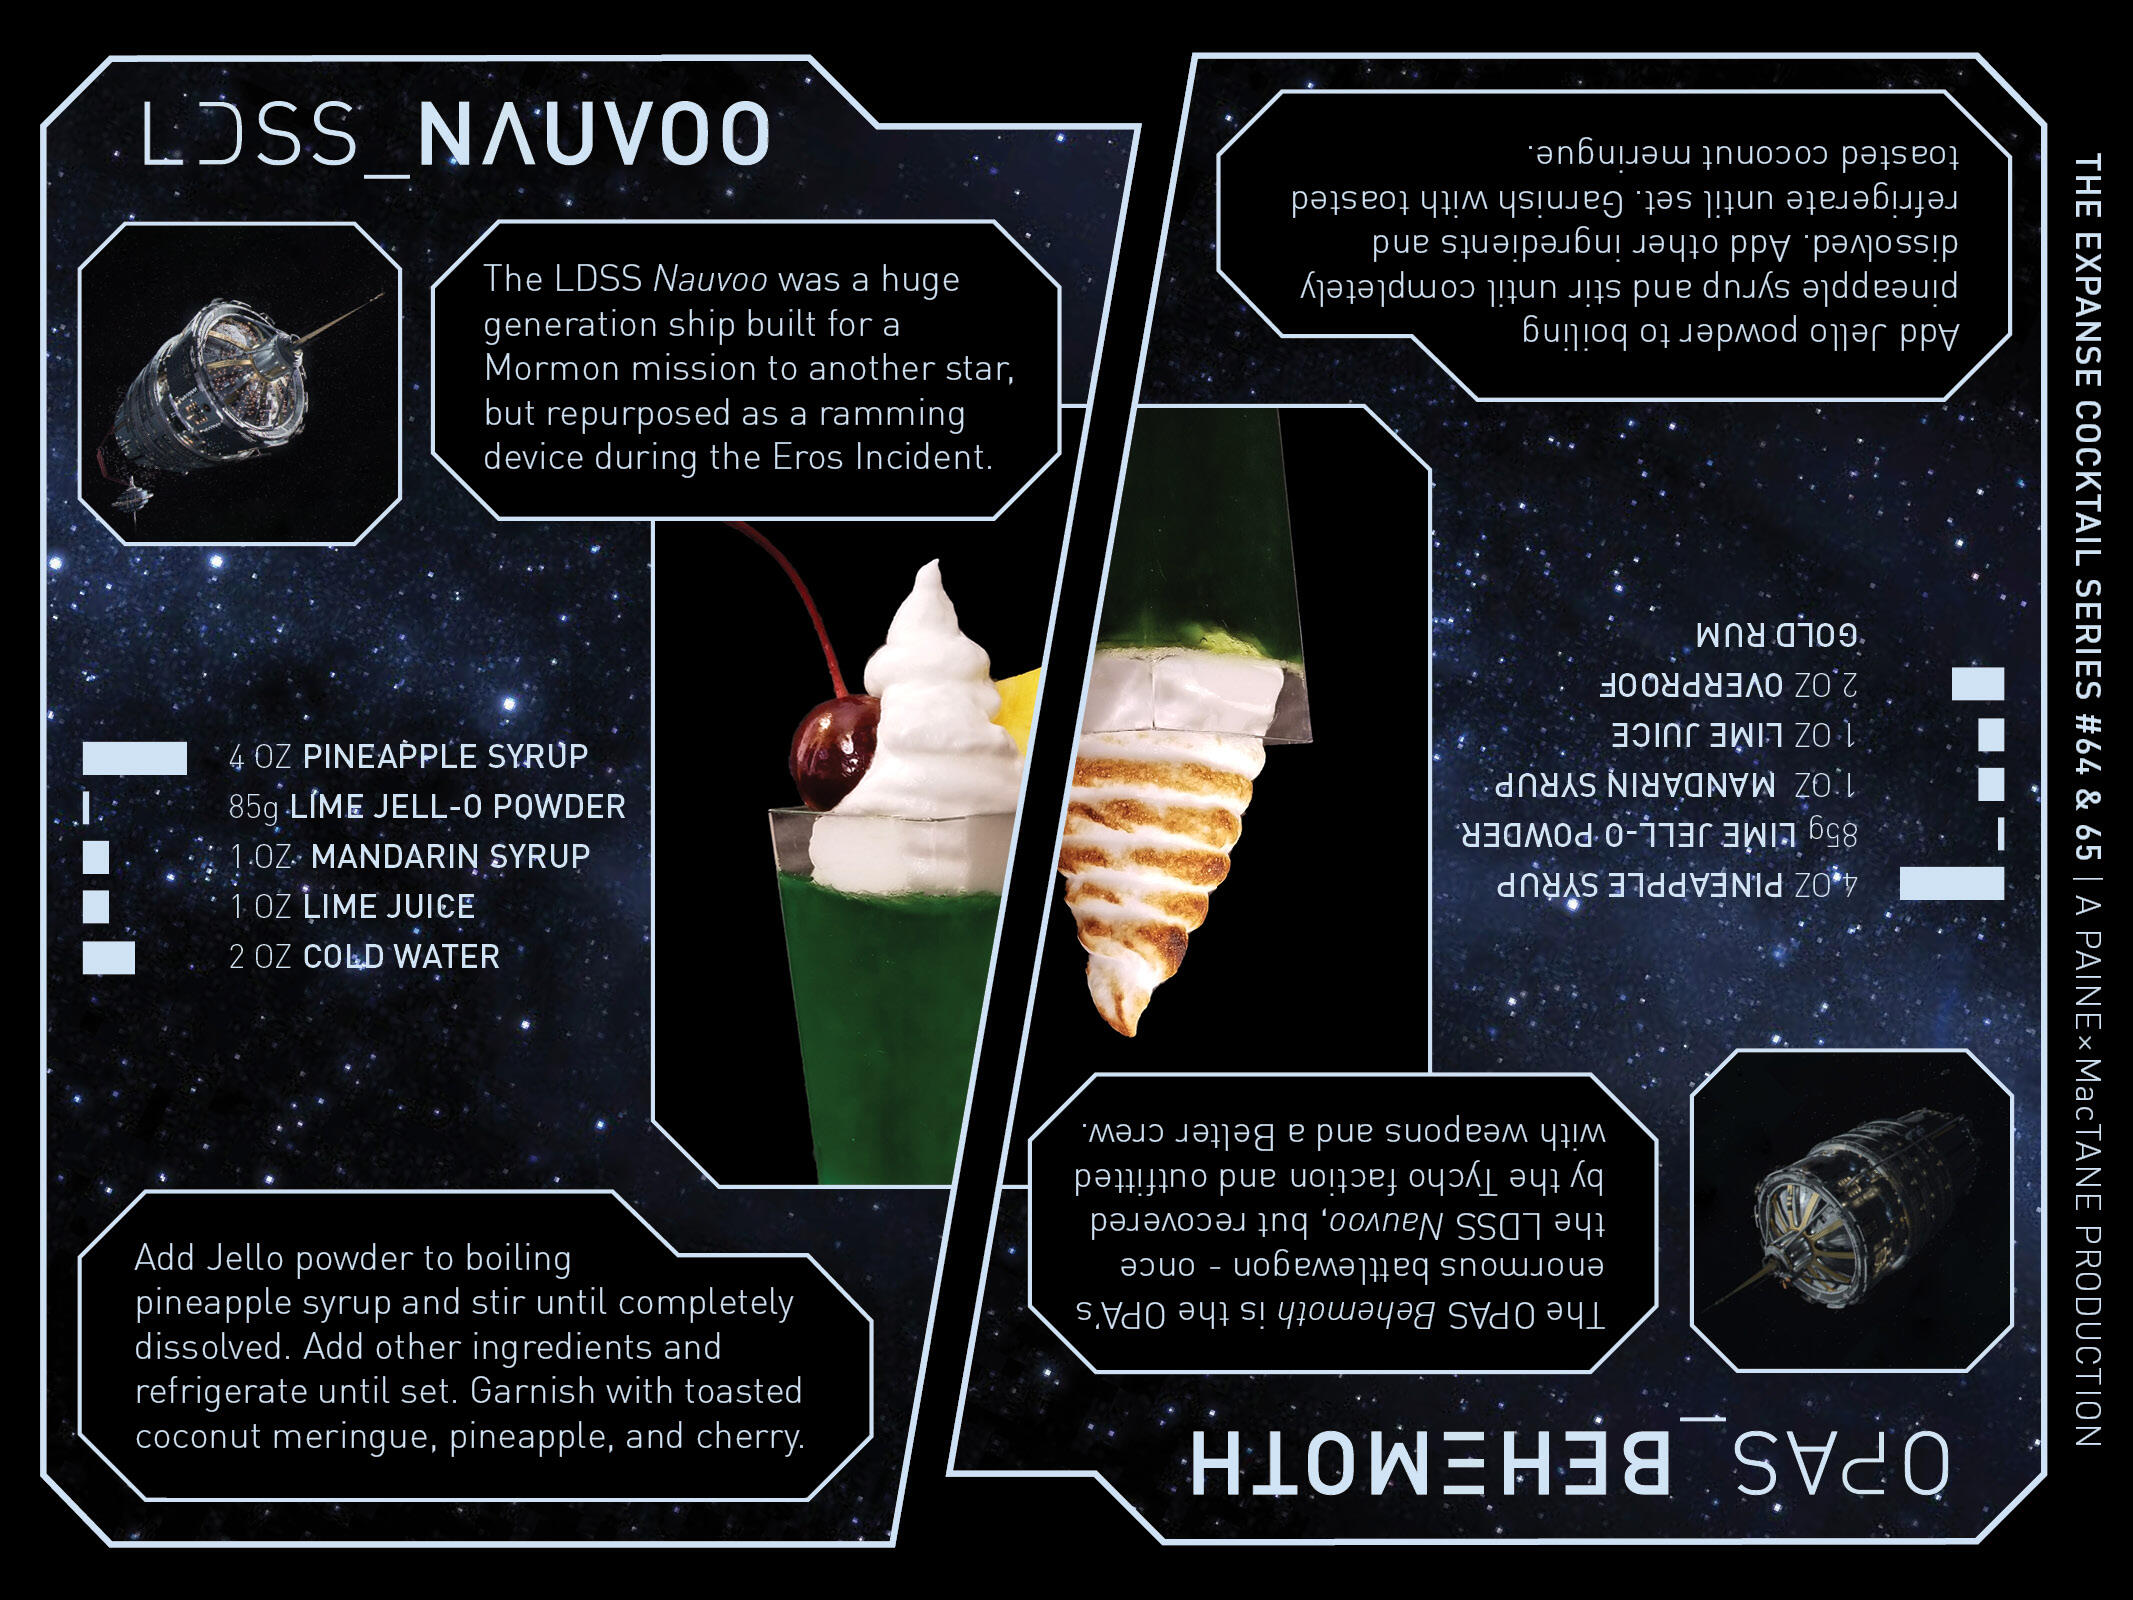 LDSS_NAUVOO
The LDSS Nauvoo was a huge
generation ship built for a
Mormon mission to another star,
but repurposed as a ramming
device during the Eros Incident.
4 OZ PINEAPPLE SYRUP
85g LIME JELL-O POWDER
1 OZ MANDARIN SYRUP
1 OZ LIME JUICE
2 OZ COLD WATER
Add Jello powder to boiling
pineapple syrup and stir until completely
dissolved. Add other ingredients and
refrigerate until set. Garnish with toasted
coconut meringue, pineapple, and cherry.
OPAS_BEHEMOTH
The OPAS Behemoth is the OPA's
enormous battlewagon - once
the LDSS Nauvoo, but recovered
by the Tycho faction and outfitted
with weapons and a Belter crew.
4 OZ PINEAPPLE SYRUP
85g LIME JELL-O POWDER
1 OZ MANDARIN SYRUP
1 OZ LIME JUICE
2 OZ OVERPROOF
GOLD RUM
Add Jello powder to boiling
pineapple syrup and stir until completely
dissolved. Add other ingredients and
refrigerate until set. Garnish with toasted
toasted coconut meringue.
THE EXPANSE COCKTAIL SERIES #64 & 65 | A PAINE×MacTANE PRODUCTION